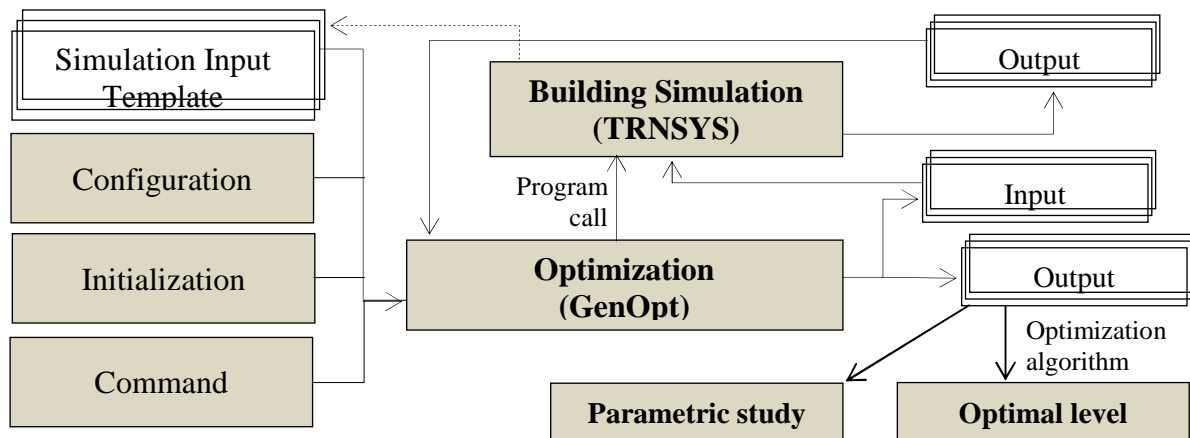 Simulation Input
Template
Configuration
Initialization
Command
Building Simulation
(TRNSYS)
Program
call
Optimization
(GenOpt)
Output
Input
Output
Optimization
algorithm
Parametric study
Optimal level